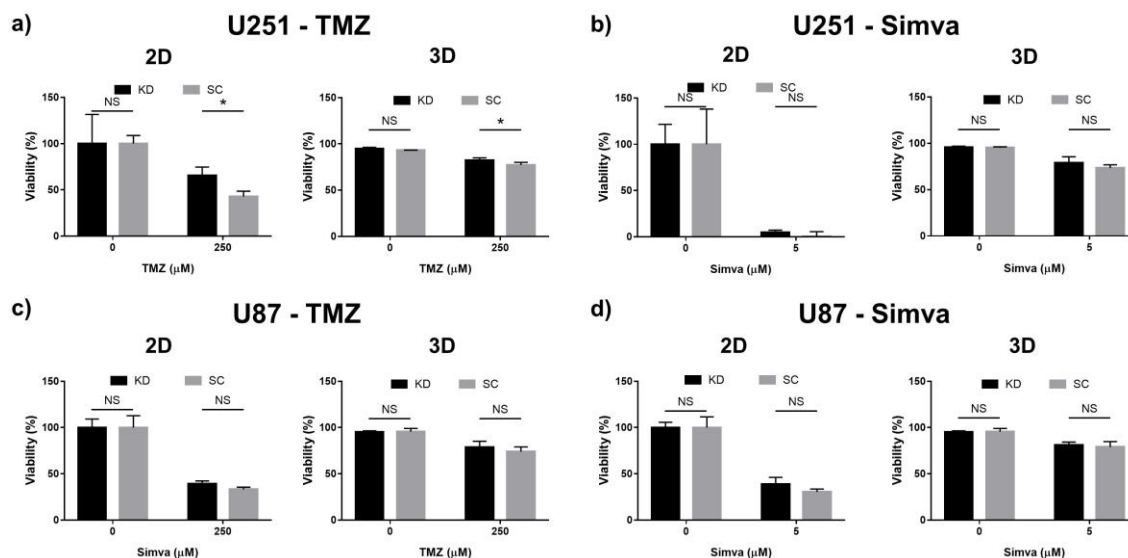 a) U251 - TMZ
2D
KD SC
NS *
Viability (%)
150
100
50
0
0 250
TMZ (μM)
3D
KD SC
NS *
Viability (%)
150
100
50
0
0 250
TMZ (μM)
b) U251 - Simva
2D
KD SC
NS NS
Viability (%)
150
100
50
0
0 5
Simva (μM)
3D
KD SC
NS NS
Viability (%)
150
100
50
0
0 5
Simva (μM)
c) U87 - TMZ
2D
KD SC
NS NS
Viability (%)
150
100
50
0
0 250
Simva (μM)
3D
KD SC
NS NS
Viability (%)
150
100
50
0
0 250
TMZ (μM)
d) U87 - Simva
2D
KD SC
NS NS
Viability (%)
150
100
50
0
0 5
Simva (μM)
3D
KD SC
NS NS
Viability (%)
150
100
50
0
0 5
Simva (μM)